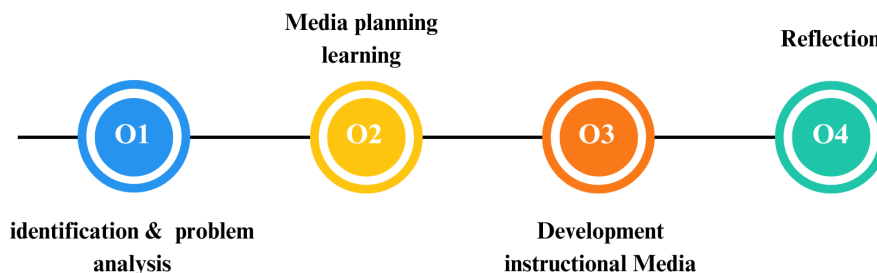 Media planning
learning
Reflection
O1
O2
O3
O4
identification & problem
analysis
Development
instructional Media